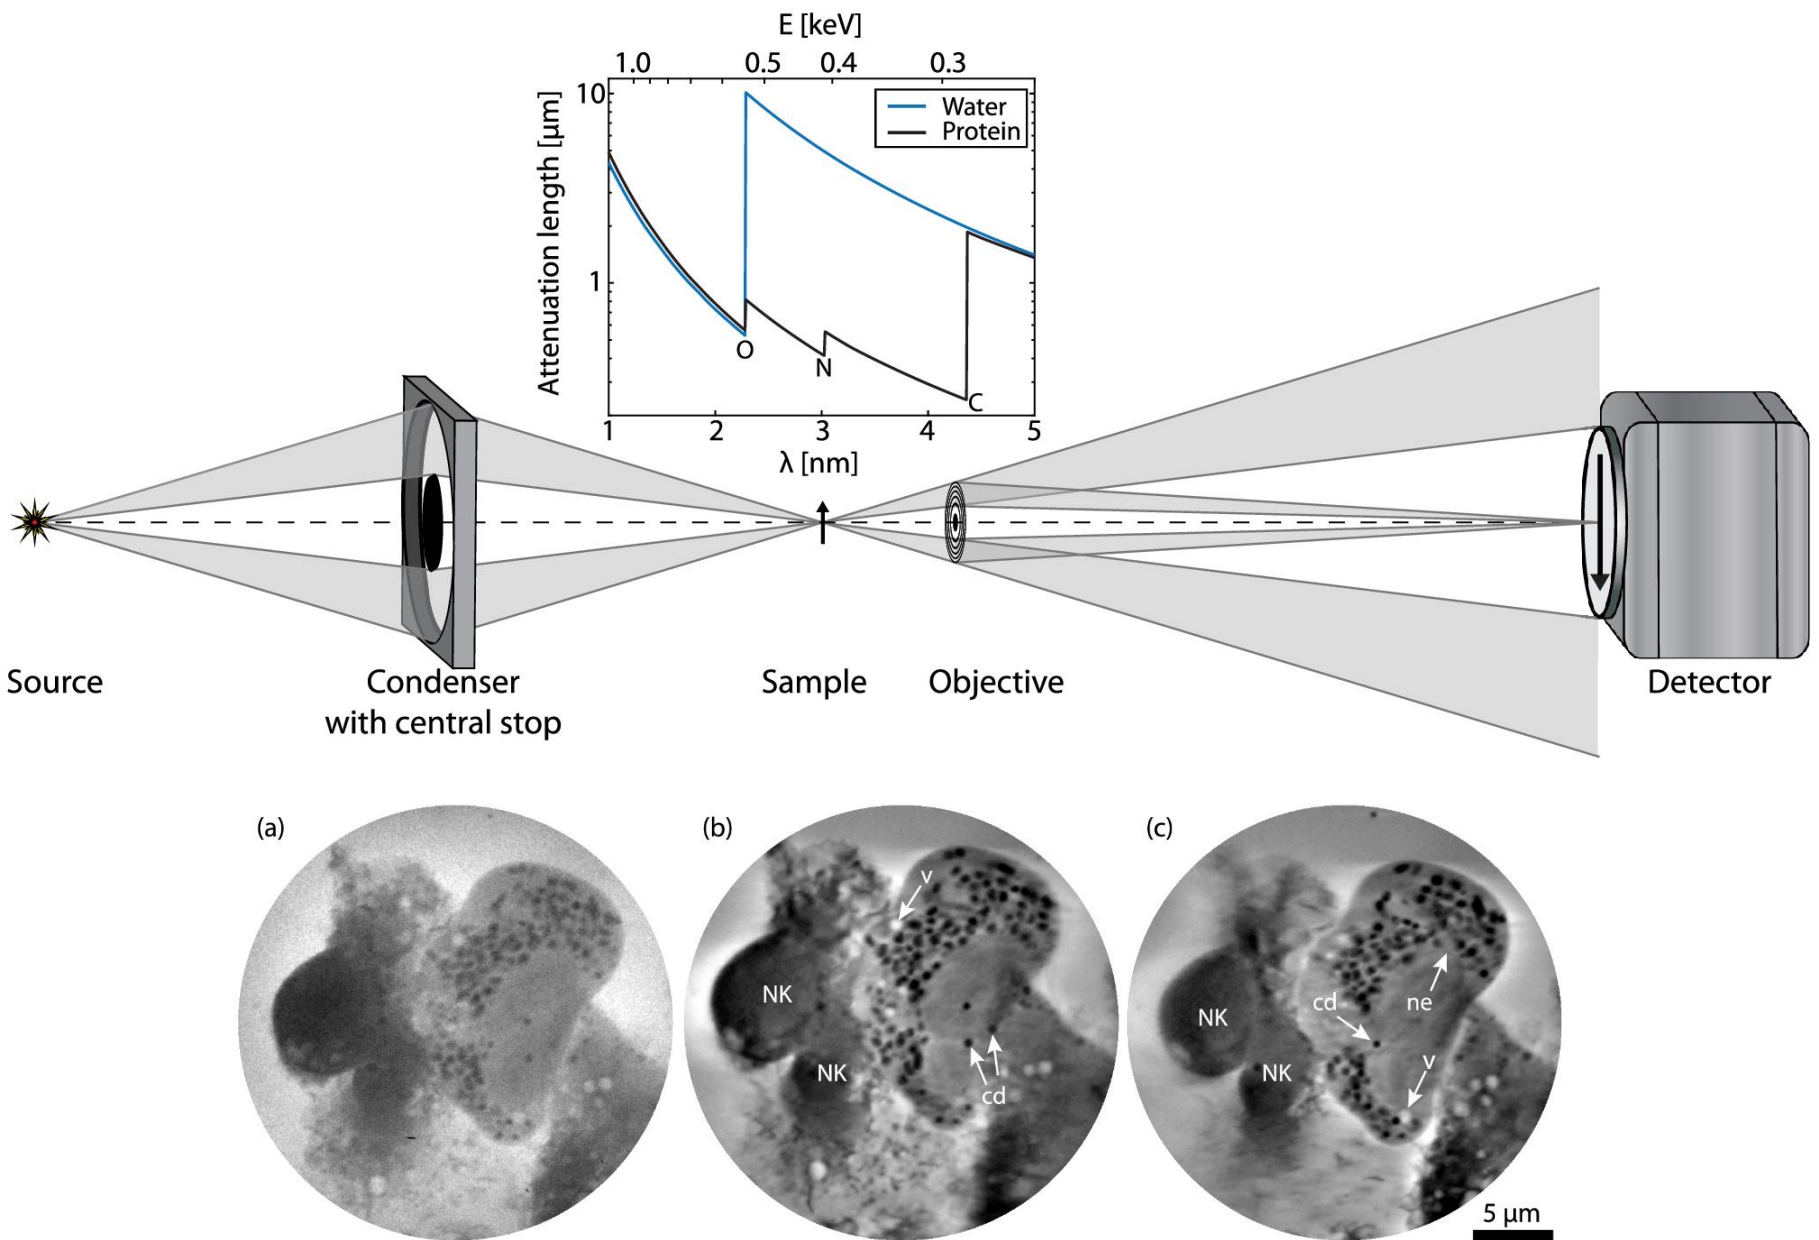 E [keV]
1.0 0.5 0.4 0.3
Attenuation length [μm]
10
1
Water
Protein
O
N
C
1 2 3 4 5
λ [nm]
Source
Condenser
with central stop
Sample
Objective
Detector
(a)
(b)
v
NK
NK
cd
(c)
NK
NK
cd
ne
v
5 μm